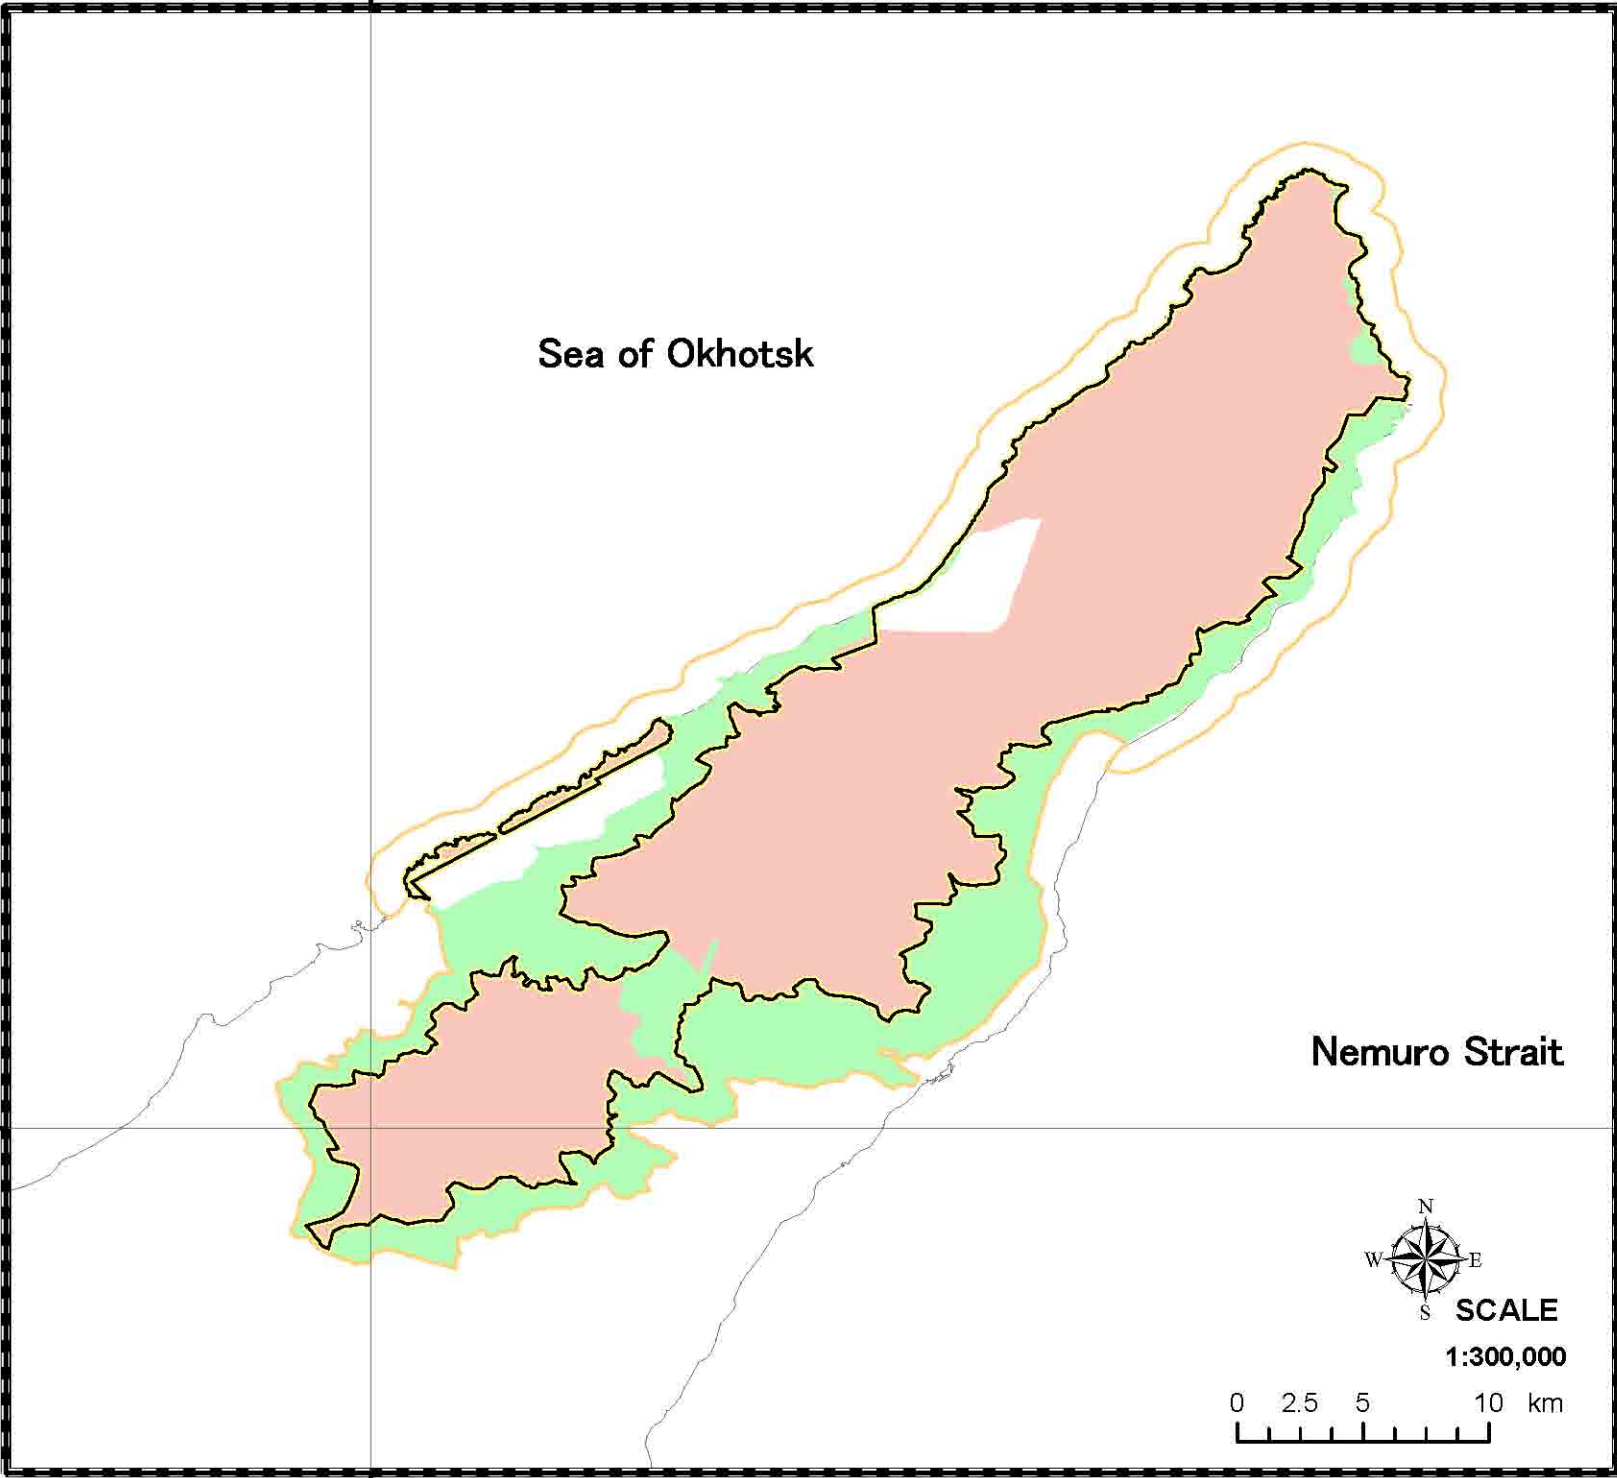 Sea of Okhotsk
Nemuro Strait
N
W E
S
SCALE
1:300,000
0 2.5 5 10 km